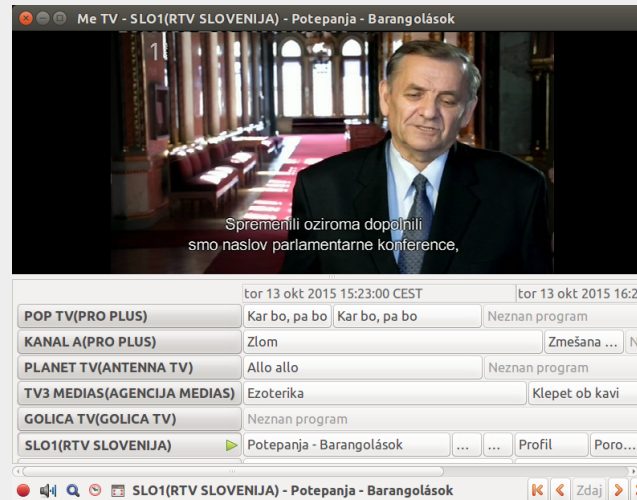 Me TV - SLO1(RTV SLOVENIJA) - Potepanja - Barangolások
1
Spremenili oziroma dopolnili
smo naslov parlamentarne konference,
tor 13 okt 2015 15:23:00 CEST tor 13 okt 2015 16:2
POP TV(PRO PLUS) Kar bo, pa bo Kar bo, pa bo Neznan program
KANAL A(PRO PLUS) Zlom Zmešana ... N
PLANET TV(ANTENNA TV) Allo allo Neznan program
TV3 MEDIAS(AGENCIJA MEDIAS) Ezoterika Klepet ob kavi
GOLICA TV(GOLICA TV) Neznan program
SLO1(RTV SLOVENIJA) Potepanja - Barangolások ... ... Profil Poro...
SLO1(RTV SLOVENIJA) - Potepanja - Barangolások Zdaj